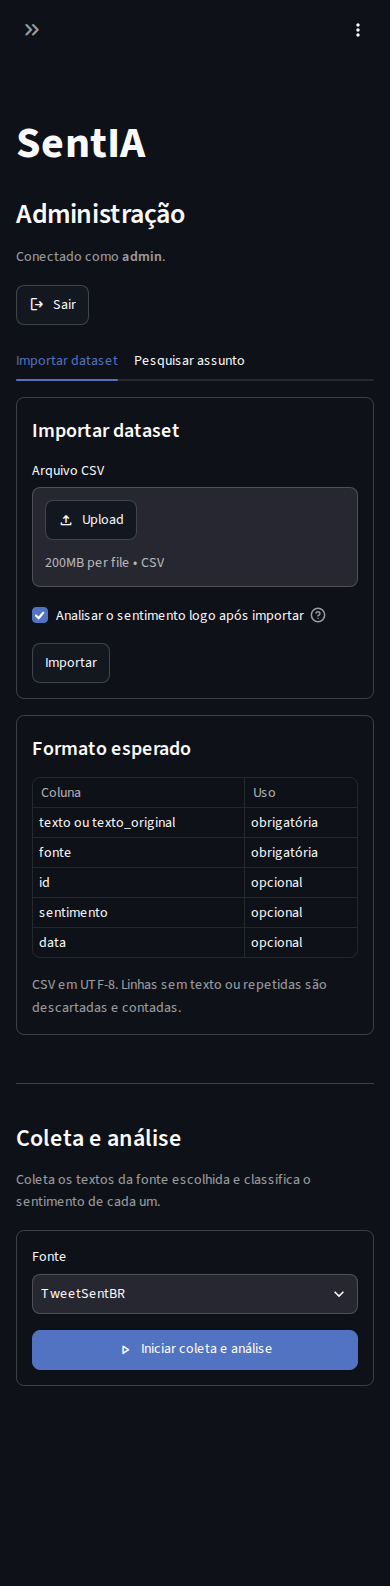 SentIA
Administração
Conectado como admin.
Sair
Importar dataset Pesquisar assunto
Importar dataset
Arquivo CSV
Upload
200MB per file • CSV
Analisar o sentimento logo após importar
Importar
Formato esperado
Coluna Uso
texto ou texto_original obrigatória
fonte obrigatória
id opcional
sentimento opcional
data opcional
CSV em UTF-8. Linhas sem texto ou repetidas são
descartadas e contadas.
Coleta e análise
Coleta os textos da fonte escolhida e classifica o
sentimento de cada um.
Fonte
TweetSentBR
Iniciar coleta e análise